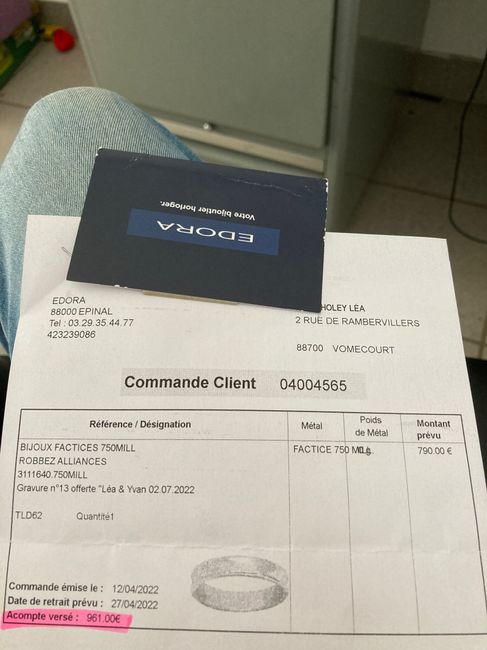 Votre bijoutier horloger.
EDORA
EDORA
88000 EPINAL
Tel : 03.29.35.44.77
423239086
HOLEY LÉA
2 RUE DE RAMBERVILLERS
88700 VOMECOURT
Commande Client 04004565
Référence / Désignation Métal Poids de Métal Montant prévu
BIJOUX FACTICES 750MILL FACTICE 750 MILL 790.00 €
ROBBEZ ALLIANCES
3111640.750MILL
Gravure n°13 offerte "Léa & Yvan 02.07.2022
TLD62 Quantité1
Commande émise le : 12/04/2022
Date de retrait prévu : 27/04/2022
Acompte versé : 961.00€